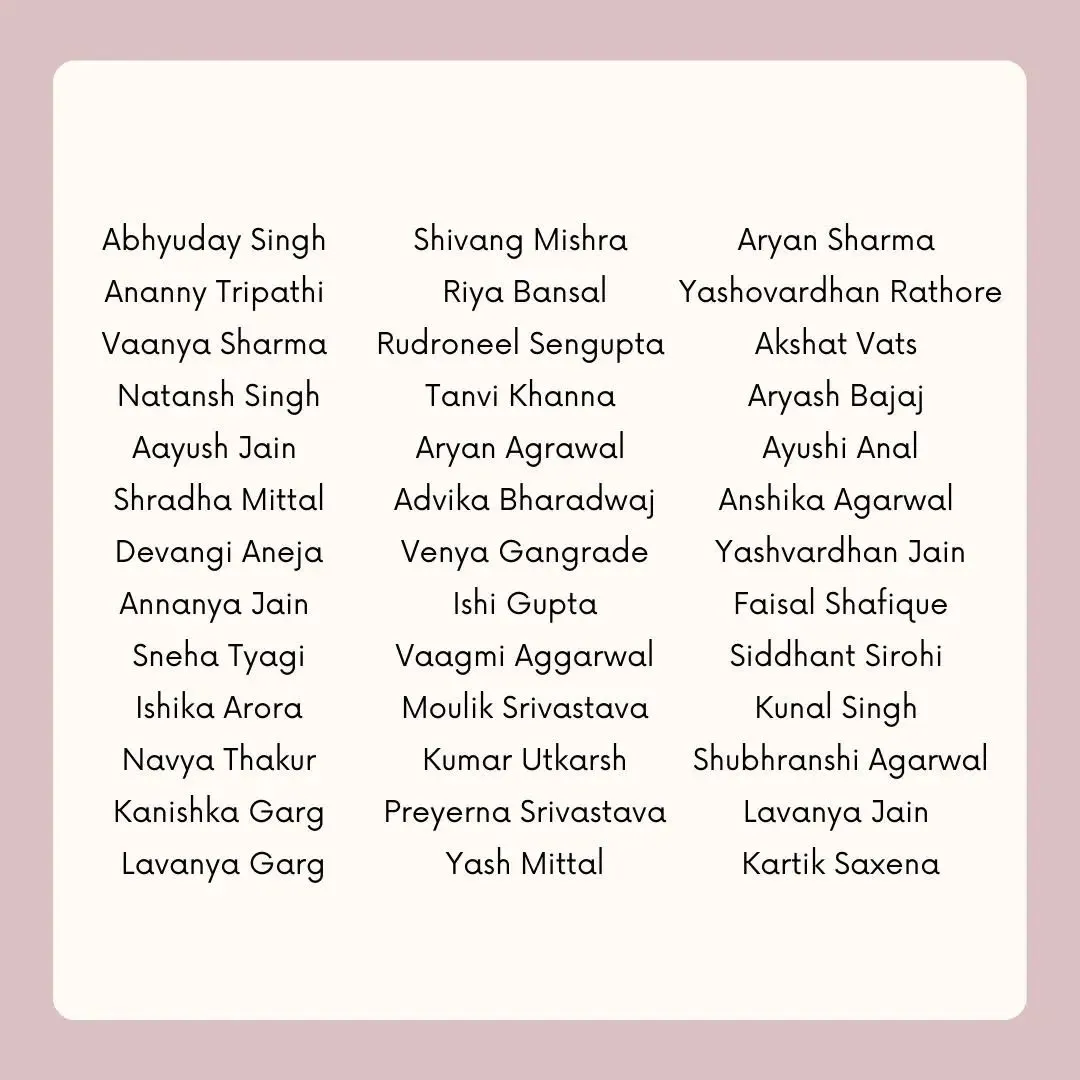 Abhyuday Singh
Ananny Tripathi
Vaanya Sharma
Natansh Singh
Aayush Jain
Shradha Mittal
Devangi Aneja
Annanya Jain
Sneha Tyagi
Ishika Arora
Navya Thakur
Kanishka Garg
Lavanya Garg
Shivang Mishra
Riya Bansal
Rudroneel Sengupta
Tanvi Khanna
Aryan Agrawal
Advika Bharadwaj
Venya Gangrade
Ishi Gupta
Vaagmi Aggarwal
Moulik Srivastava
Kumar Utkarsh
Preyerna Srivastava
Yash Mittal
Aryan Sharma
Yashovardhan Rathore
Akshat Vats
Aryash Bajaj
Ayushi Anal
Anshika Agarwal
Yashvardhan Jain
Faisal Shafique
Siddhant Sirohi
Kunal Singh
Shubhranshi Agarwal
Lavanya Jain
Kartik Saxena